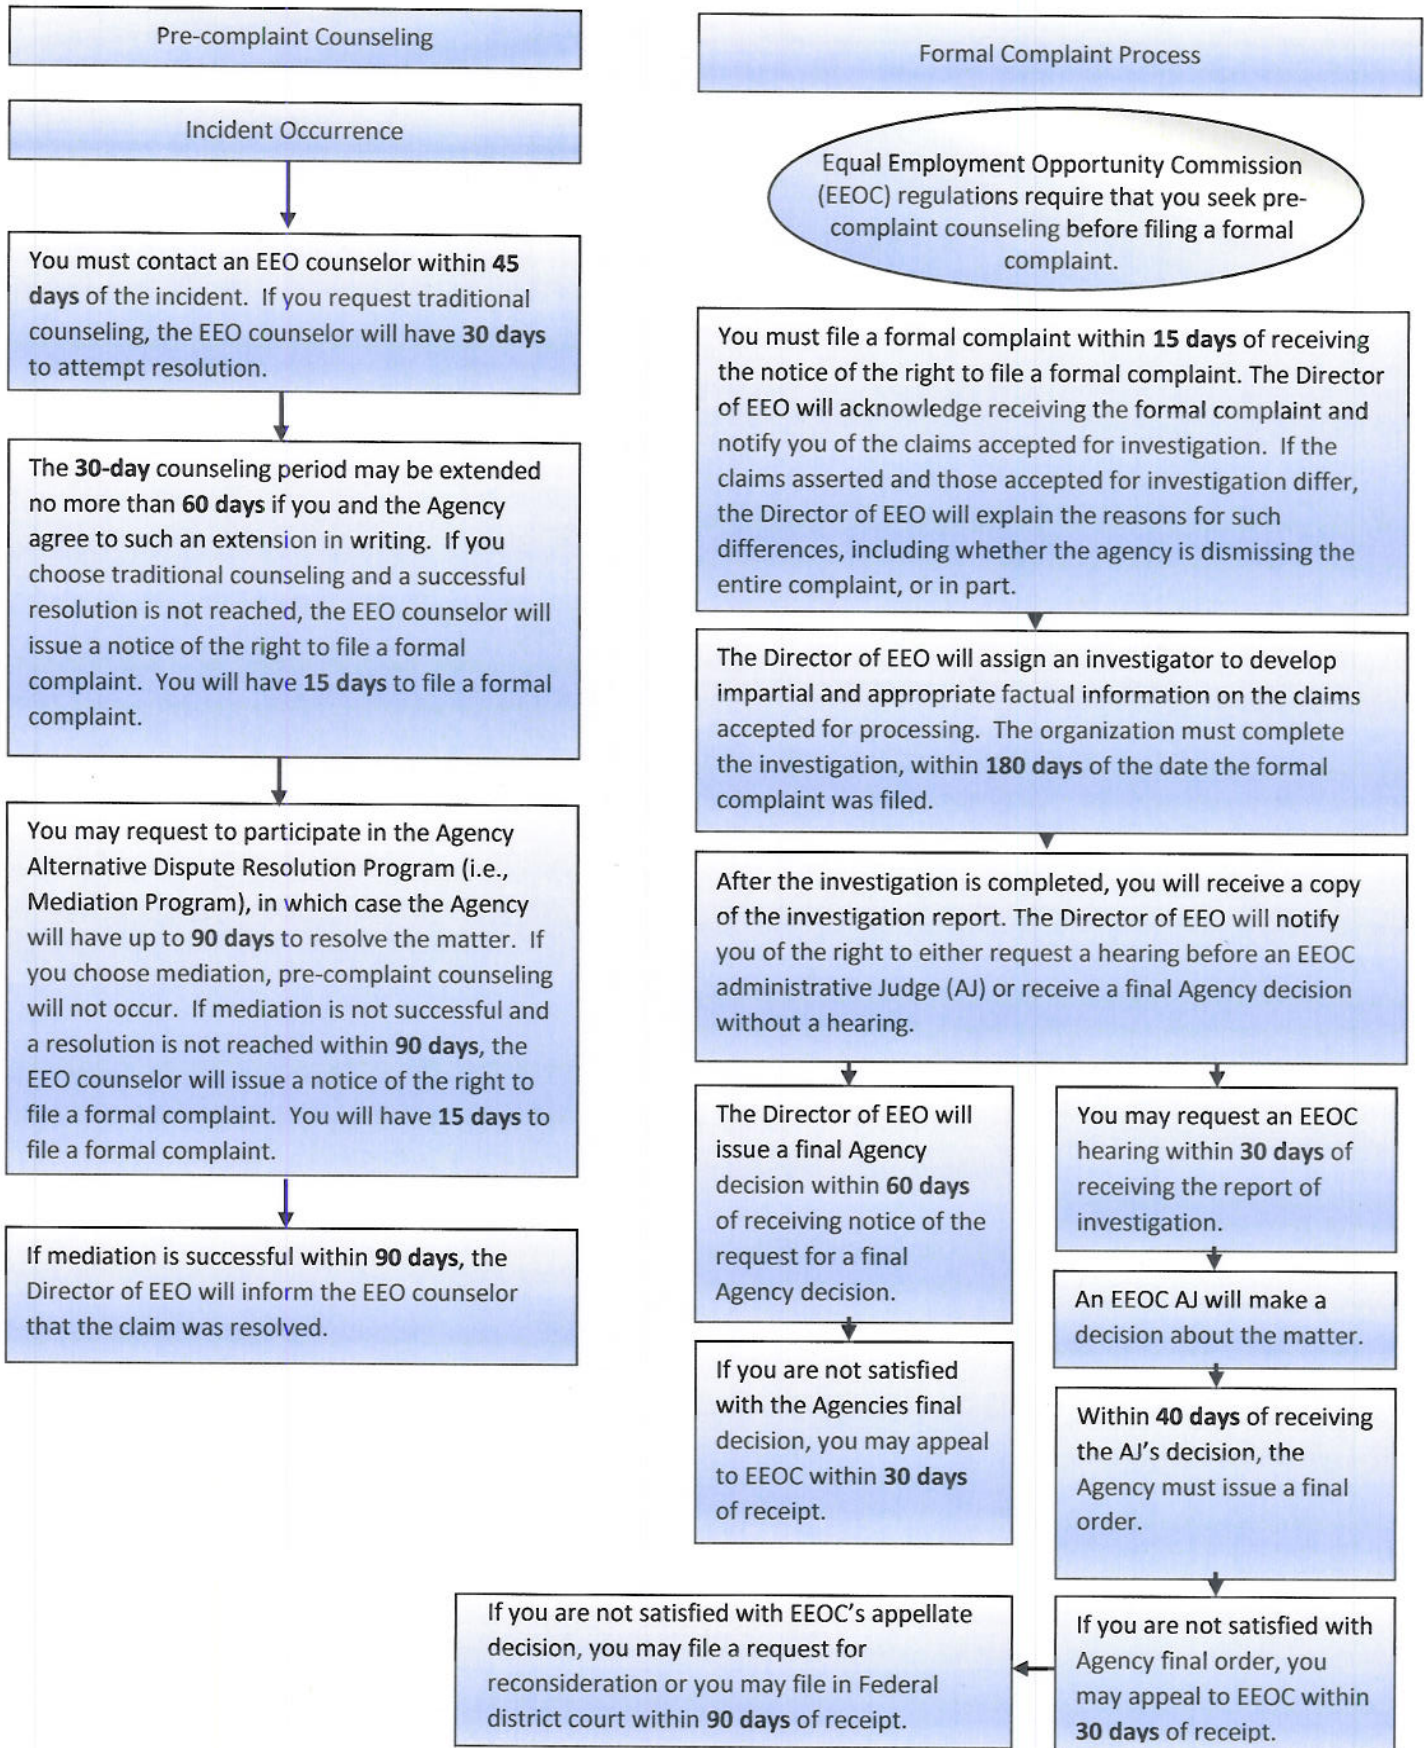 Pre-complaint Counseling
Incident Occurrence
You must contact an EEO counselor within 45
days of the incident.  If you request traditional
counseling, the EEO counselor will have 30 days
to attempt resolution.
The 30-day counseling period may be extended
no more than 60 days if you and the Agency
agree to such an extension in writing.  If you
choose traditional counseling and a successful
resolution is not reached, the EEO counselor will
issue a notice of the right to file a formal
complaint.  You will have 15 days to file a formal
complaint.
You may request to participate in the Agency
Alternative Dispute Resolution Program (i.e.,
Mediation Program), in which case the Agency
will have up to 90 days to resolve the matter.  If
you choose mediation, pre-complaint counseling
will not occur.  If mediation is not successful and
a resolution is not reached within 90 days, the
EEO counselor will issue a notice of the right to
file a formal complaint.  You will have 15 days to
file a formal complaint.
If mediation is successful within 90 days, the
Director of EEO will inform the EEO counselor
that the claim was resolved.
Formal Complaint Process
Equal Employment Opportunity Commission
(EEOC) regulations require that you seek pre-
complaint counseling before filing a formal
complaint.
You must file a formal complaint within 15 days of receiving
the notice of the right to file a formal complaint. The Director
of EEO will acknowledge receiving the formal complaint and
notify you of the claims accepted for investigation.  If the
claims asserted and those accepted for investigation differ,
the Director of EEO will explain the reasons for such
differences, including whether the agency is dismissing the
entire complaint, or in part.
The Director of EEO will assign an investigator to develop
impartial and appropriate factual information on the claims
accepted for processing.  The organization must complete
the investigation, within 180 days of the date the formal
complaint was filed.
After the investigation is completed, you will receive a copy
of the investigation report. The Director of EEO will notify
you of the right to either request a hearing before an EEOC
administrative Judge (AJ) or receive a final Agency decision
without a hearing.
The Director of EEO will
issue a final Agency
decision within 60 days
of receiving notice of the
request for a final
Agency decision.
If you are not satisfied
with the Agencies final
decision, you may appeal
to EEOC within 30 days
of receipt.
You may request an EEOC
hearing within 30 days of
receiving the report of
investigation.
An EEOC AJ will make a
decision about the matter.
Within 40 days of receiving
the AJ's decision, the
Agency must issue a final
order.
If you are not satisfied with
Agency final order, you
may appeal to EEOC within
30 days of receipt.
If you are not satisfied with EEOC's appellate
decision, you may file a request for
reconsideration or you may file in Federal
district court within 90 days of receipt.